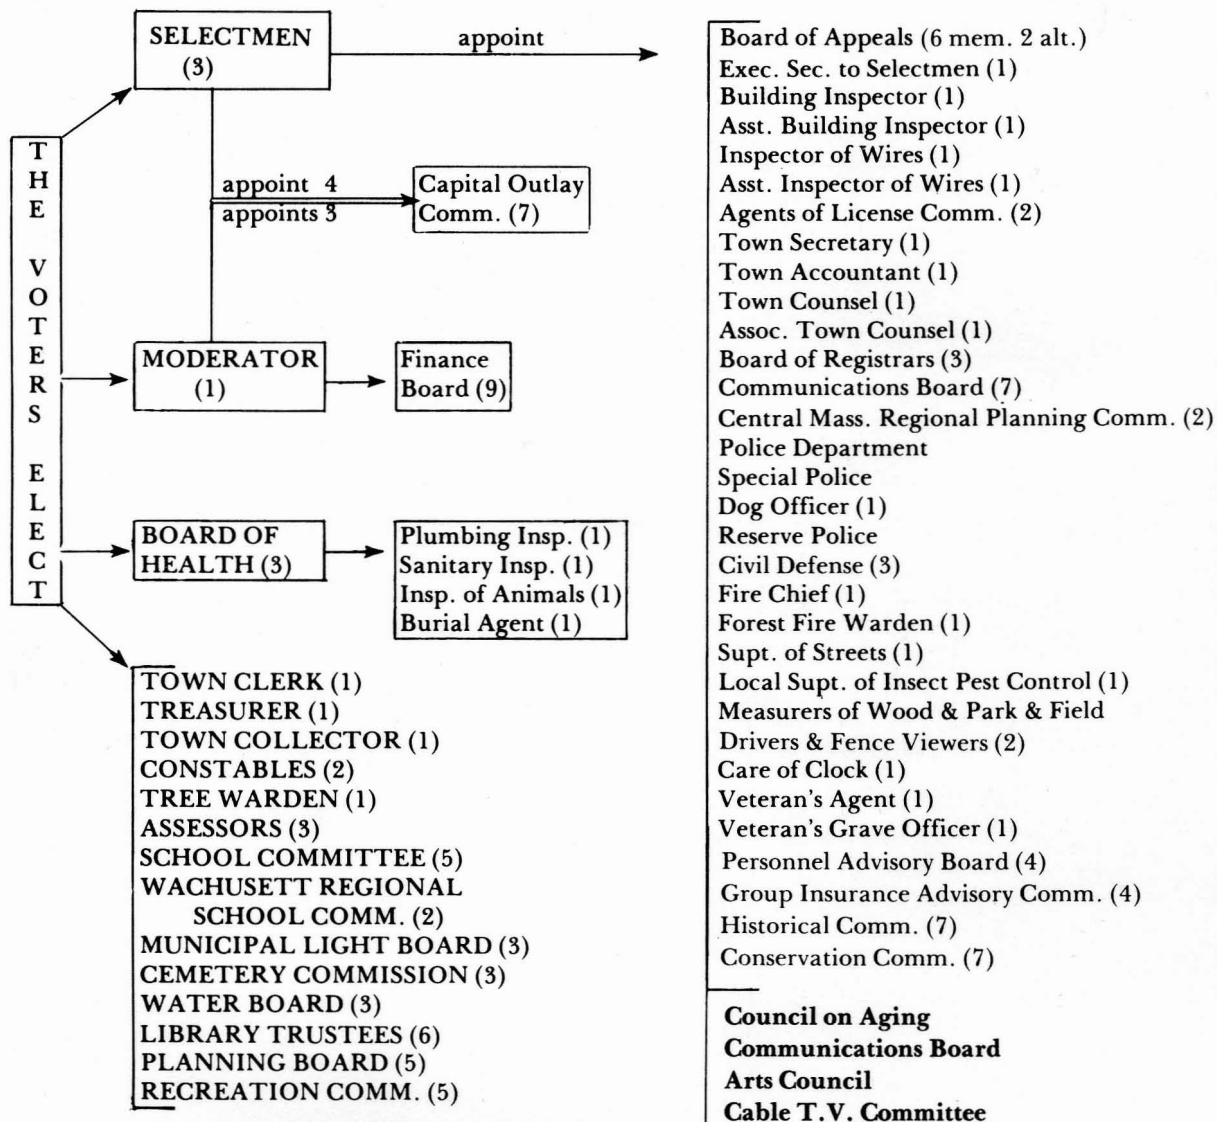 THE VOTERS ELECT
SELECTMEN
(3)
appoint
appoint 4
appoints 3
Capital Outlay
Comm. (7)
MODERATOR
(1)
Finance
Board (9)
BOARD OF
HEALTH (3)
Plumbing Insp. (1)
Sanitary Insp. (1)
Insp. of Animals (1)
Burial Agent (1)
TOWN CLERK (1)
TREASURER (1)
TOWN COLLECTOR (1)
CONSTABLES (2)
TREE WARDEN (1)
ASSESSORS (3)
SCHOOL COMMITTEE (5)
WACHUSETT REGIONAL
SCHOOL COMM. (2)
MUNICIPAL LIGHT BOARD (3)
CEMETERY COMMISSION (3)
WATER BOARD (3)
LIBRARY TRUSTEES (6)
PLANNING BOARD (5)
RECREATION COMM. (5)
Board of Appeals (6 mem. 2 alt.)
Exec. Sec. to Selectmen (1)
Building Inspector (1)
Asst. Building Inspector (1)
Inspector of Wires (1)
Asst. Inspector of Wires (1)
Agents of License Comm. (2)
Town Secretary (1)
Town Accountant (1)
Town Counsel (1)
Assoc. Town Counsel (1)
Board of Registrars (3)
Communications Board (7)
Central Mass. Regional Planning Comm. (2)
Police Department
Special Police
Dog Officer (1)
Reserve Police
Civil Defense (3)
Fire Chief (1)
Forest Fire Warden (1)
Supt. of Streets (1)
Local Supt. of Insect Pest Control (1)
Measurers of Wood & Park & Field
Drivers & Fence Viewers (2)
Care of Clock (1)
Veteran's Agent (1)
Veteran's Grave Officer (1)
Personnel Advisory Board (4)
Group Insurance Advisory Comm. (4)
Historical Comm. (7)
Conservation Comm. (7)
Council on Aging
Communications Board
Arts Council
Cable T.V. Committee